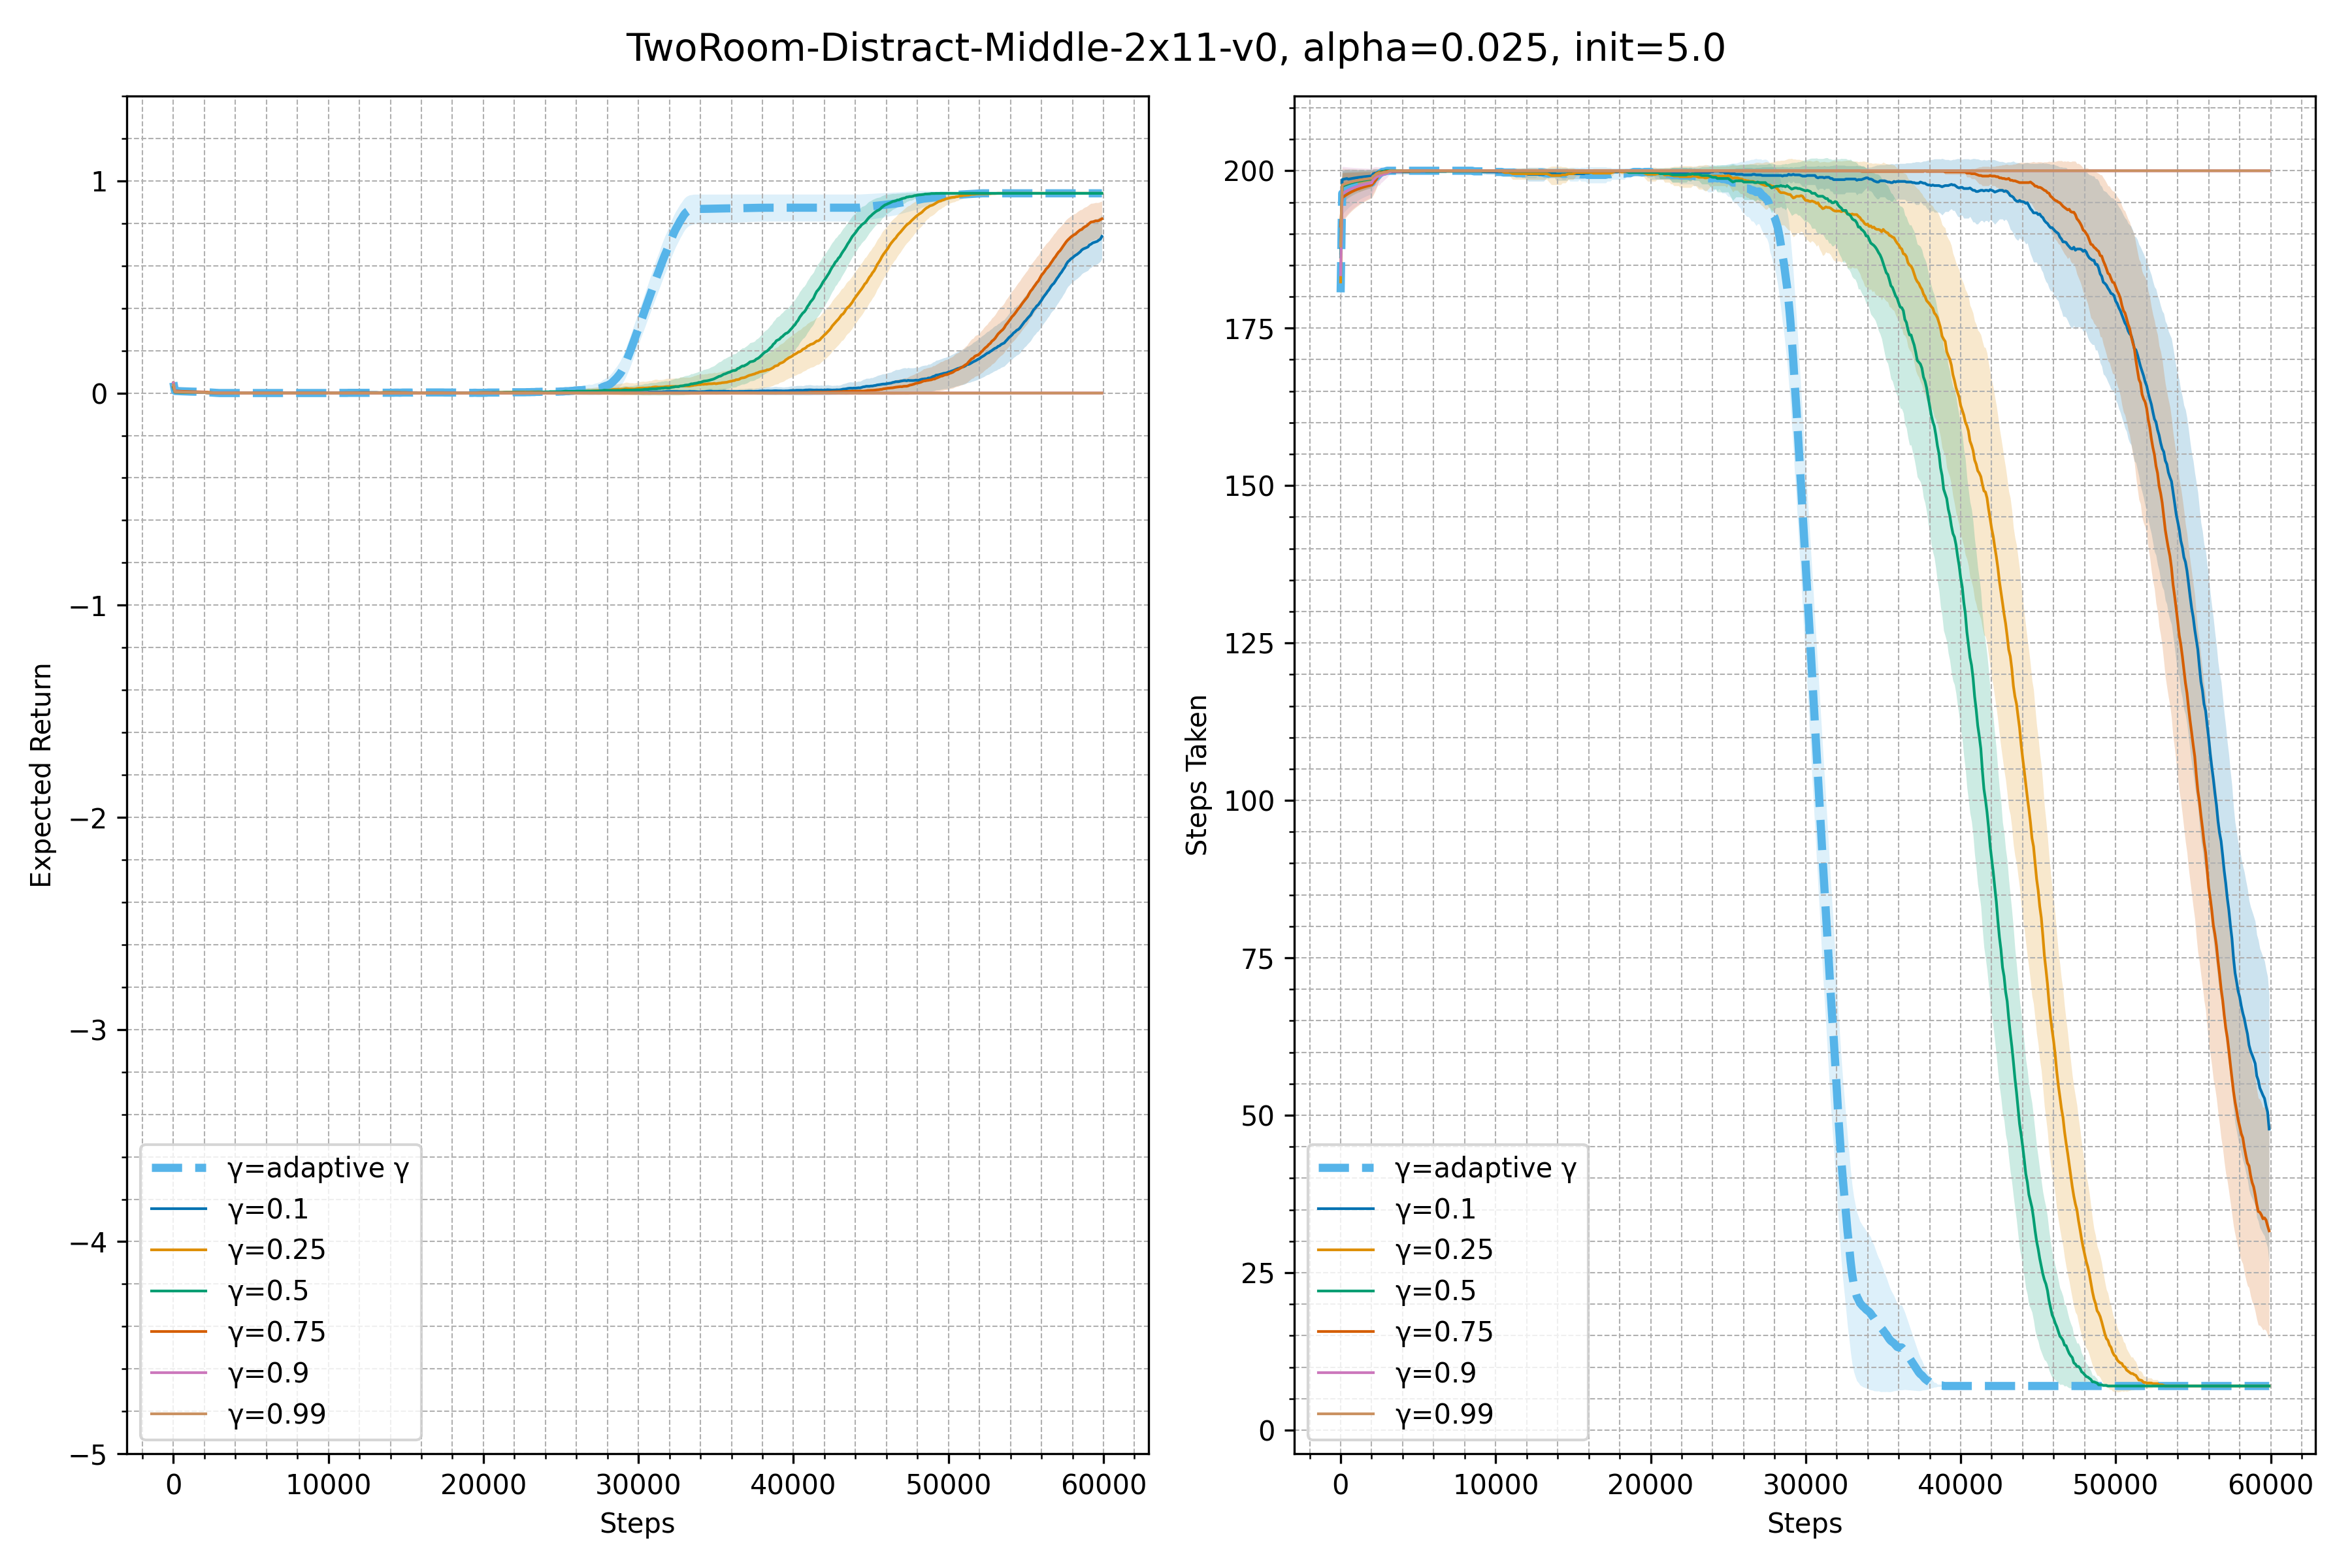 TwoRoom-Distract-Middle-2x11-v0, alpha=0.025, init=5.0
Expected Return
1
0
−1
−2
−3
−4
−5
γ=adaptive γ
γ=0.1
γ=0.25
γ=0.5
γ=0.75
γ=0.9
γ=0.99
0 10000 20000 30000 40000 50000 60000
Steps
Steps Taken
200
175
150
125
100
75
50
25
0
γ=adaptive γ
γ=0.1
γ=0.25
γ=0.5
γ=0.75
γ=0.9
γ=0.99
0 10000 20000 30000 40000 50000 60000
Steps